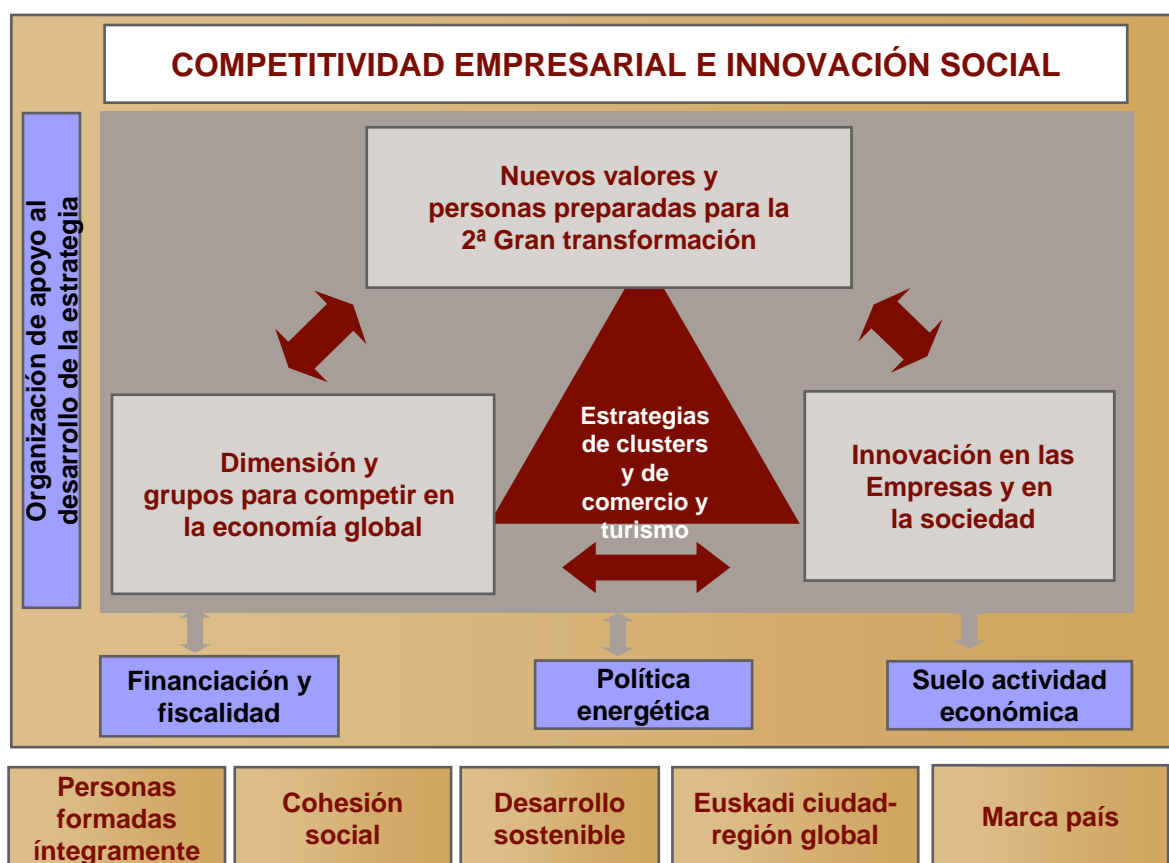 COMPETITIVIDAD EMPRESARIAL E INNOVACIÓN SOCIAL
Organización de apoyo al
desarrollo de la estrategia
Nuevos valores y
personas preparadas para la
2ª Gran transformación
Dimensión y
grupos para competir en
la economía global
Estrategias
de clusters
y de
comercio y
turismo
Innovación en las
Empresas y en
la sociedad
Financiación y
fiscalidad
Política
energética
Suelo actividad
económica
Personas
formadas
íntegramente
Cohesión
social
Desarrollo
sostenible
Euskadi ciudad-
región global
Marca país